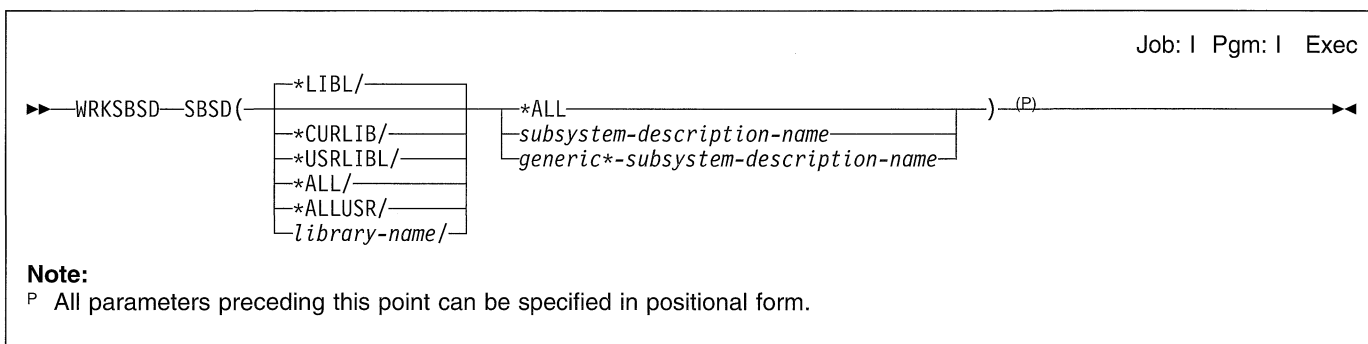 Job: I Pgm: I Exec
*LIBL/
WRKSBSD SBSD( *ALL ) (P)
*CURLIB/ subsystem-description-name
*USRLIBL/ generic*-subsystem-description-name
*ALL/
*ALLUSR/
library-name/
Note:
P All parameters preceding this point can be specified in positional form.